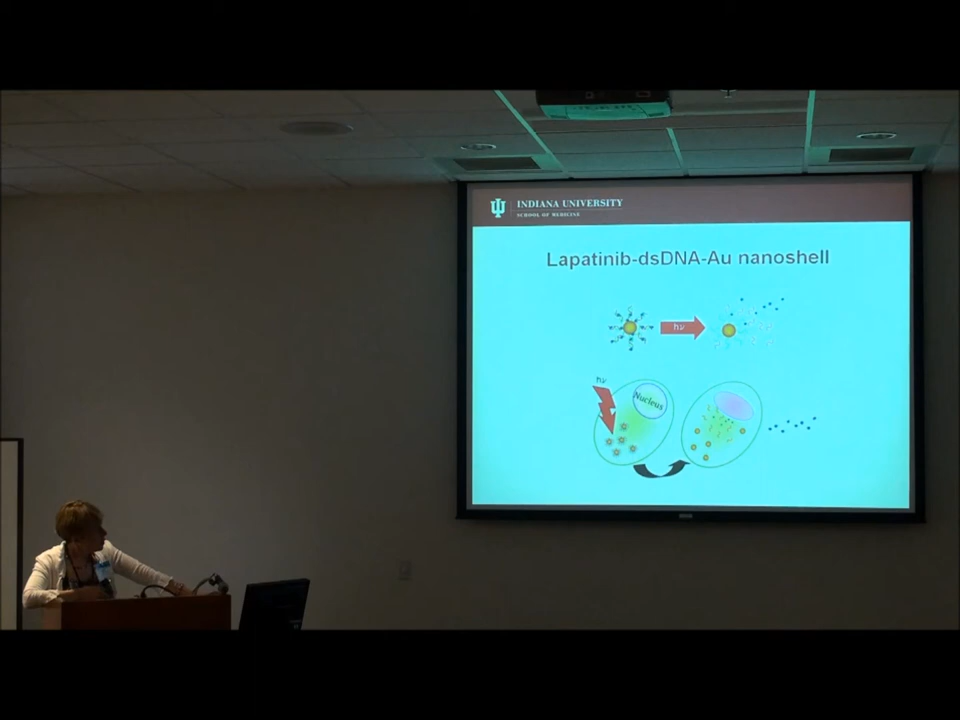 INDIANA UNIVERSITY
SCHOOL OF MEDICINE
Lapatinib-dsDNA-Au nanoshell
hν
hν
Nucleus